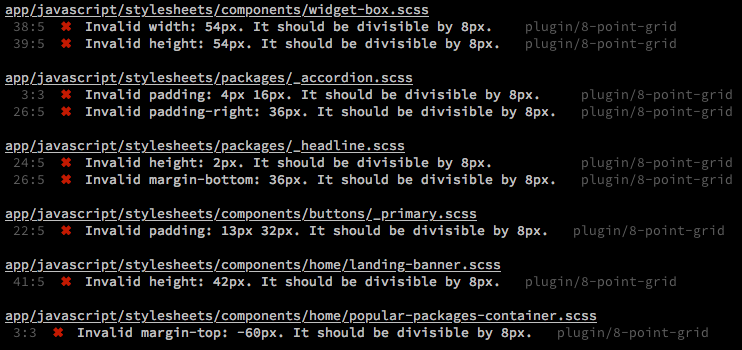 app/javascript/stylesheets/components/widget-box.scss
38:5 ✖ Invalid width: 54px. It should be divisible by 8px. plugin/8-point-grid
39:5 ✖ Invalid height: 54px. It should be divisible by 8px. plugin/8-point-grid
app/javascript/stylesheets/packages/_accordion.scss
3:3 ✖ Invalid padding: 4px 16px. It should be divisible by 8px. plugin/8-point-grid
26:5 ✖ Invalid padding-right: 36px. It should be divisible by 8px. plugin/8-point-grid
app/javascript/stylesheets/packages/_headline.scss
24:5 ✖ Invalid height: 2px. It should be divisible by 8px. plugin/8-point-grid
26:5 ✖ Invalid margin-bottom: 36px. It should be divisible by 8px. plugin/8-point-grid
app/javascript/stylesheets/components/buttons/_primary.scss
22:5 ✖ Invalid padding: 13px 32px. It should be divisible by 8px. plugin/8-point-grid
app/javascript/stylesheets/components/home/landing-banner.scss
41:5 ✖ Invalid height: 42px. It should be divisible by 8px. plugin/8-point-grid
app/javascript/stylesheets/components/home/popular-packages-container.scss
3:3 ✖ Invalid margin-top: -60px. It should be divisible by 8px. plugin/8-point-grid